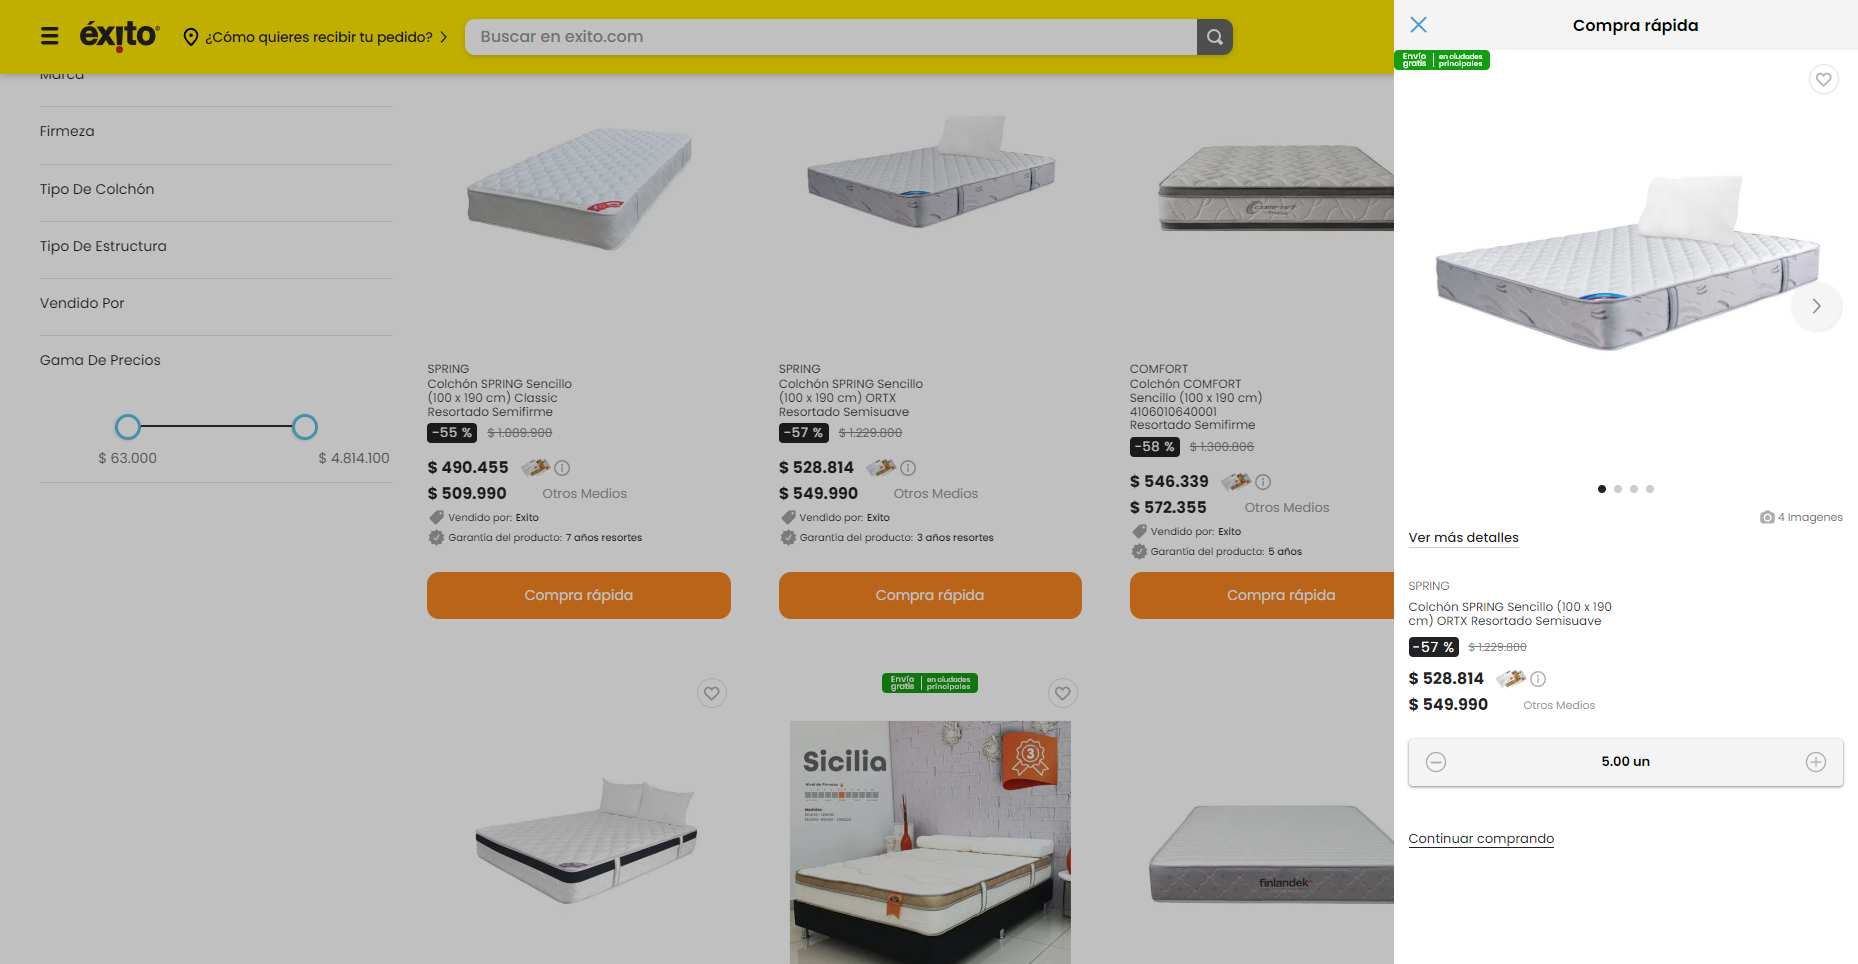 éxito
¿Cómo quieres recibir tu pedido?
Buscar en exito.com
Compra rápida
Envío gratis
en ciudades principales
Marca
Firmeza
Tipo De Colchón
Tipo De Estructura
Vendido Por
Gama De Precios
$ 63.000
$ 4.814.100
SPRING
Colchón SPRING Sencillo
(100 x 190 cm) Classic
Resortado Semifirme
-55 %
$ 1.089.900
$ 490.455
$ 509.990
Otros Medios
Vendido por: Exito
Garantía del producto: 7 años resortes
Compra rápida
SPRING
Colchón SPRING Sencillo
(100 x 190 cm) ORTX
Resortado Semisuave
-57 %
$ 1.229.800
$ 528.814
$ 549.990
Otros Medios
Vendido por: Exito
Garantía del producto: 3 años resortes
Compra rápida
Comfort
COMFORT
Colchón COMFORT
Sencillo (100 x 190 cm)
4106010640001
Resortado Semifirme
-58 %
$ 1.300.806
$ 546.339
$ 572.355
Otros Medios
Vendido por: Exito
Garantía del producto: 5 años
Compra rápida
Envío gratis
en ciudades principales
Sicilia
Nivel de Firmeza
Medidas
3
finlandek
4 Imagenes
Ver más detalles
SPRING
Colchón SPRING Sencillo (100 x 190
cm) ORTX Resortado Semisuave
-57 %
$ 1.229.800
$ 528.814
$ 549.990
Otros Medios
5.00 un
Continuar comprando